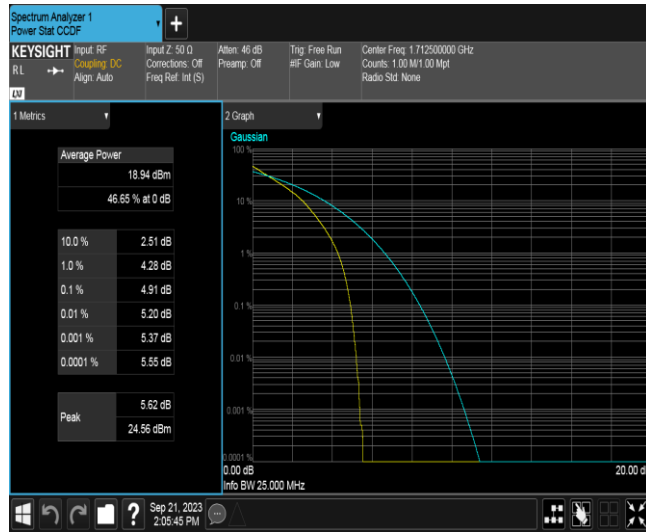 Spectrum Analyzer 1
Power Stat CCDF
+
KEYSIGHT
RL
LXI
Input: RF
Coupling: DC
Align: Auto
Input Z: 50 Ω
Corrections: Off
Freq Ref: Int (S)
Atten: 46 dB
Preamp: Off
Trig: Free Run
#IF Gain: Low
Center Freq: 1.712500000 GHz
Counts: 1.00 M/1.00 Mpt
Radio Std: None
1 Metrics
Average Power
18.94 dBm
46.65 % at 0 dB
10.0 % 2.51 dB
1.0 % 4.28 dB
0.1 % 4.91 dB
0.01 % 5.20 dB
0.001 % 5.37 dB
0.0001 % 5.55 dB
Peak
5.62 dB
24.56 dBm
2 Graph
Gaussian
100 %
10 %
1 %
0.1 %
0.01 %
0.001 %
0.0001 %
0.00 dB
20.00 d
Info BW 25.000 MHz
?
Sep 21, 2023
2:05:45 PM